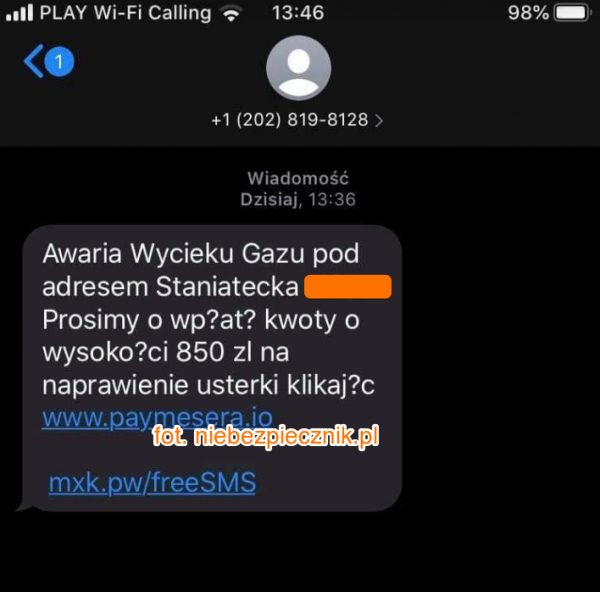 PLAY Wi-Fi Calling 13:46 98%
1
+1 (202) 819-8128 >
Wiadomość
Dzisiaj, 13:36
Awaria Wycieku Gazu pod
adresem Staniatecka
Prosimy o wp?at? kwoty o
wysoko?ci 850 zl na
naprawienie usterki klikaj?c
www.paymesera.io
fot. niebezpiecznik.pl
mxk.pw/freeSMS